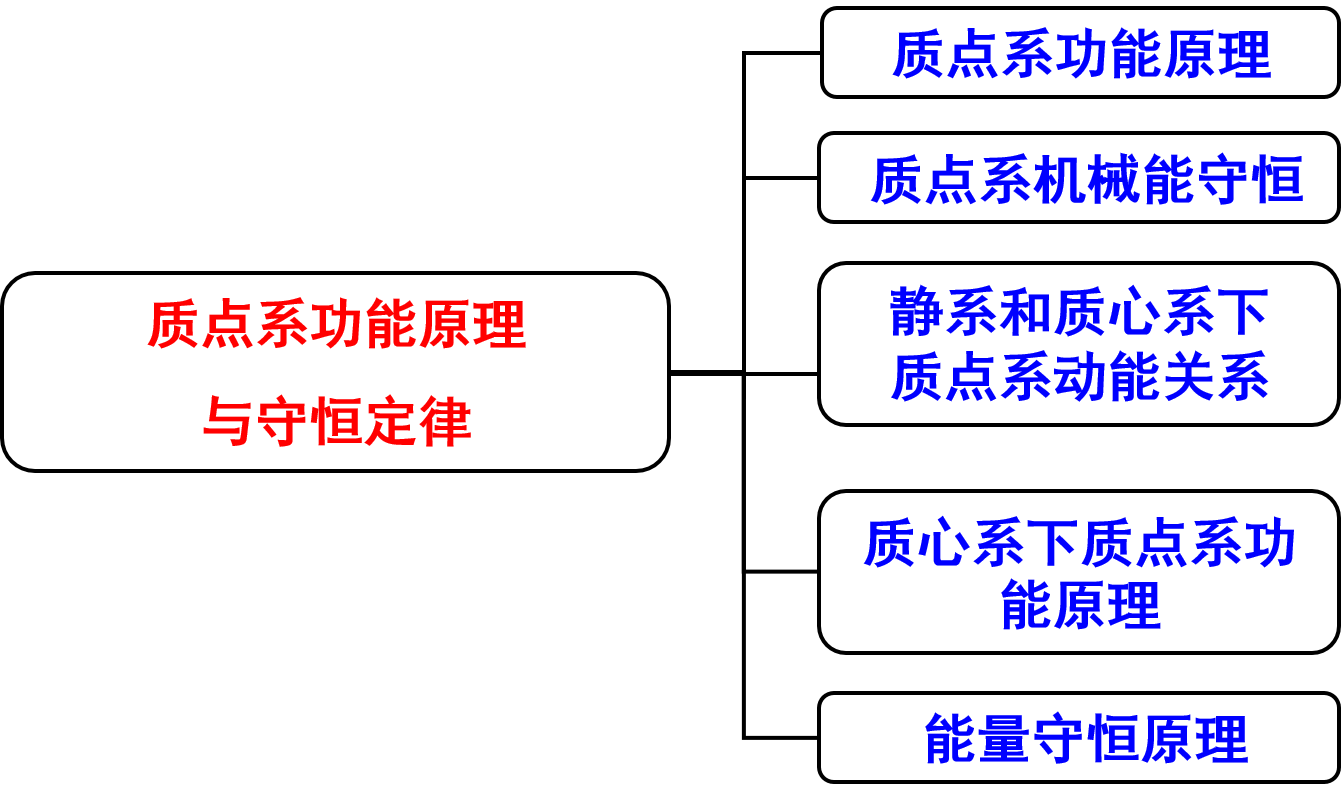 质点系功能原理
与守恒定律
质点系功能原理
质点系机械能守恒
静系和质心系下
质点系动能关系
质心系下质点系功
能原理
能量守恒原理